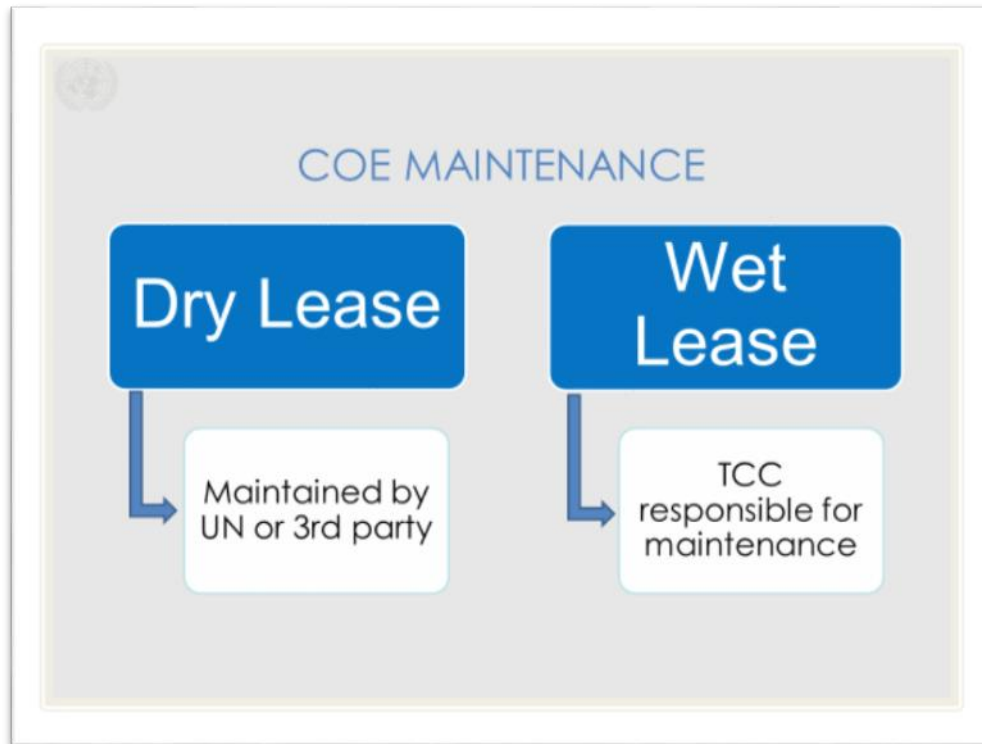 COE MAINTENANCE
Dry Lease
Wet
Lease
Maintained by
UN or 3rd party
TCC
responsible for
maintenance